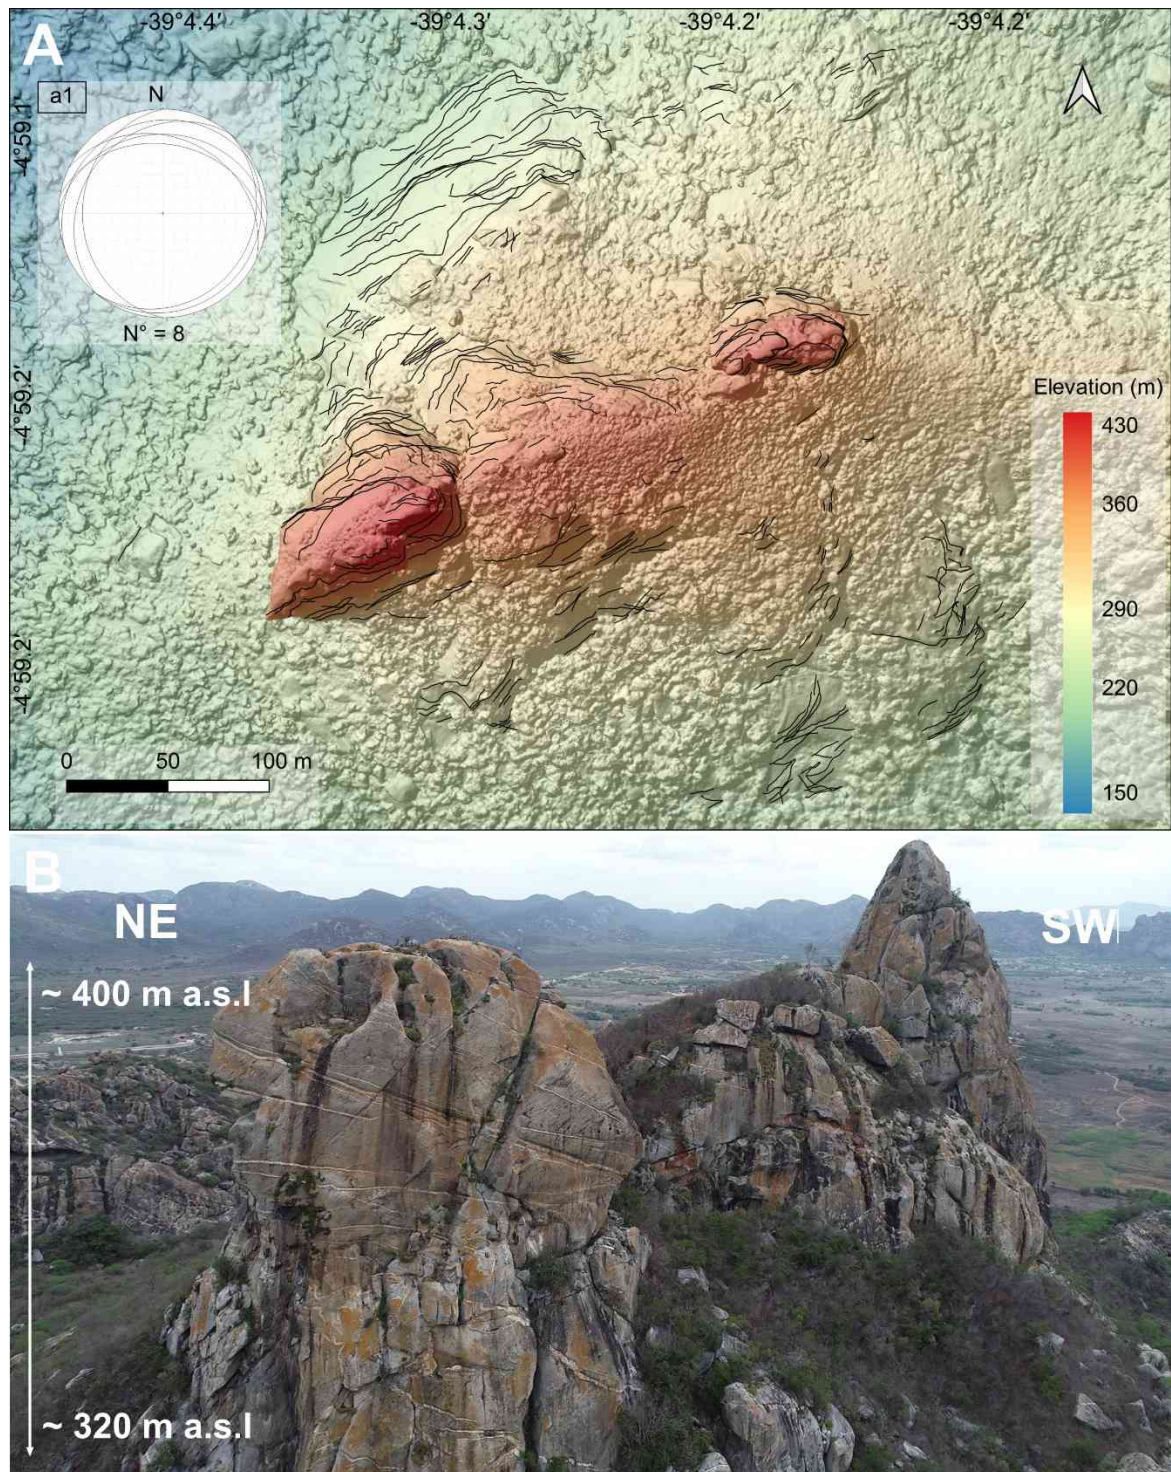 A
-39°4.4′ -39°4.3′ -39°4.2′ -39°4.2′
a1
N
N° = 8
-4°59.1′
-4°59.2′
-4°59.2′
Elevation (m)
430
360
290
220
150
0 50 100 m
B
NE
SW
~ 400 m a.s.l
~ 320 m a.s.l